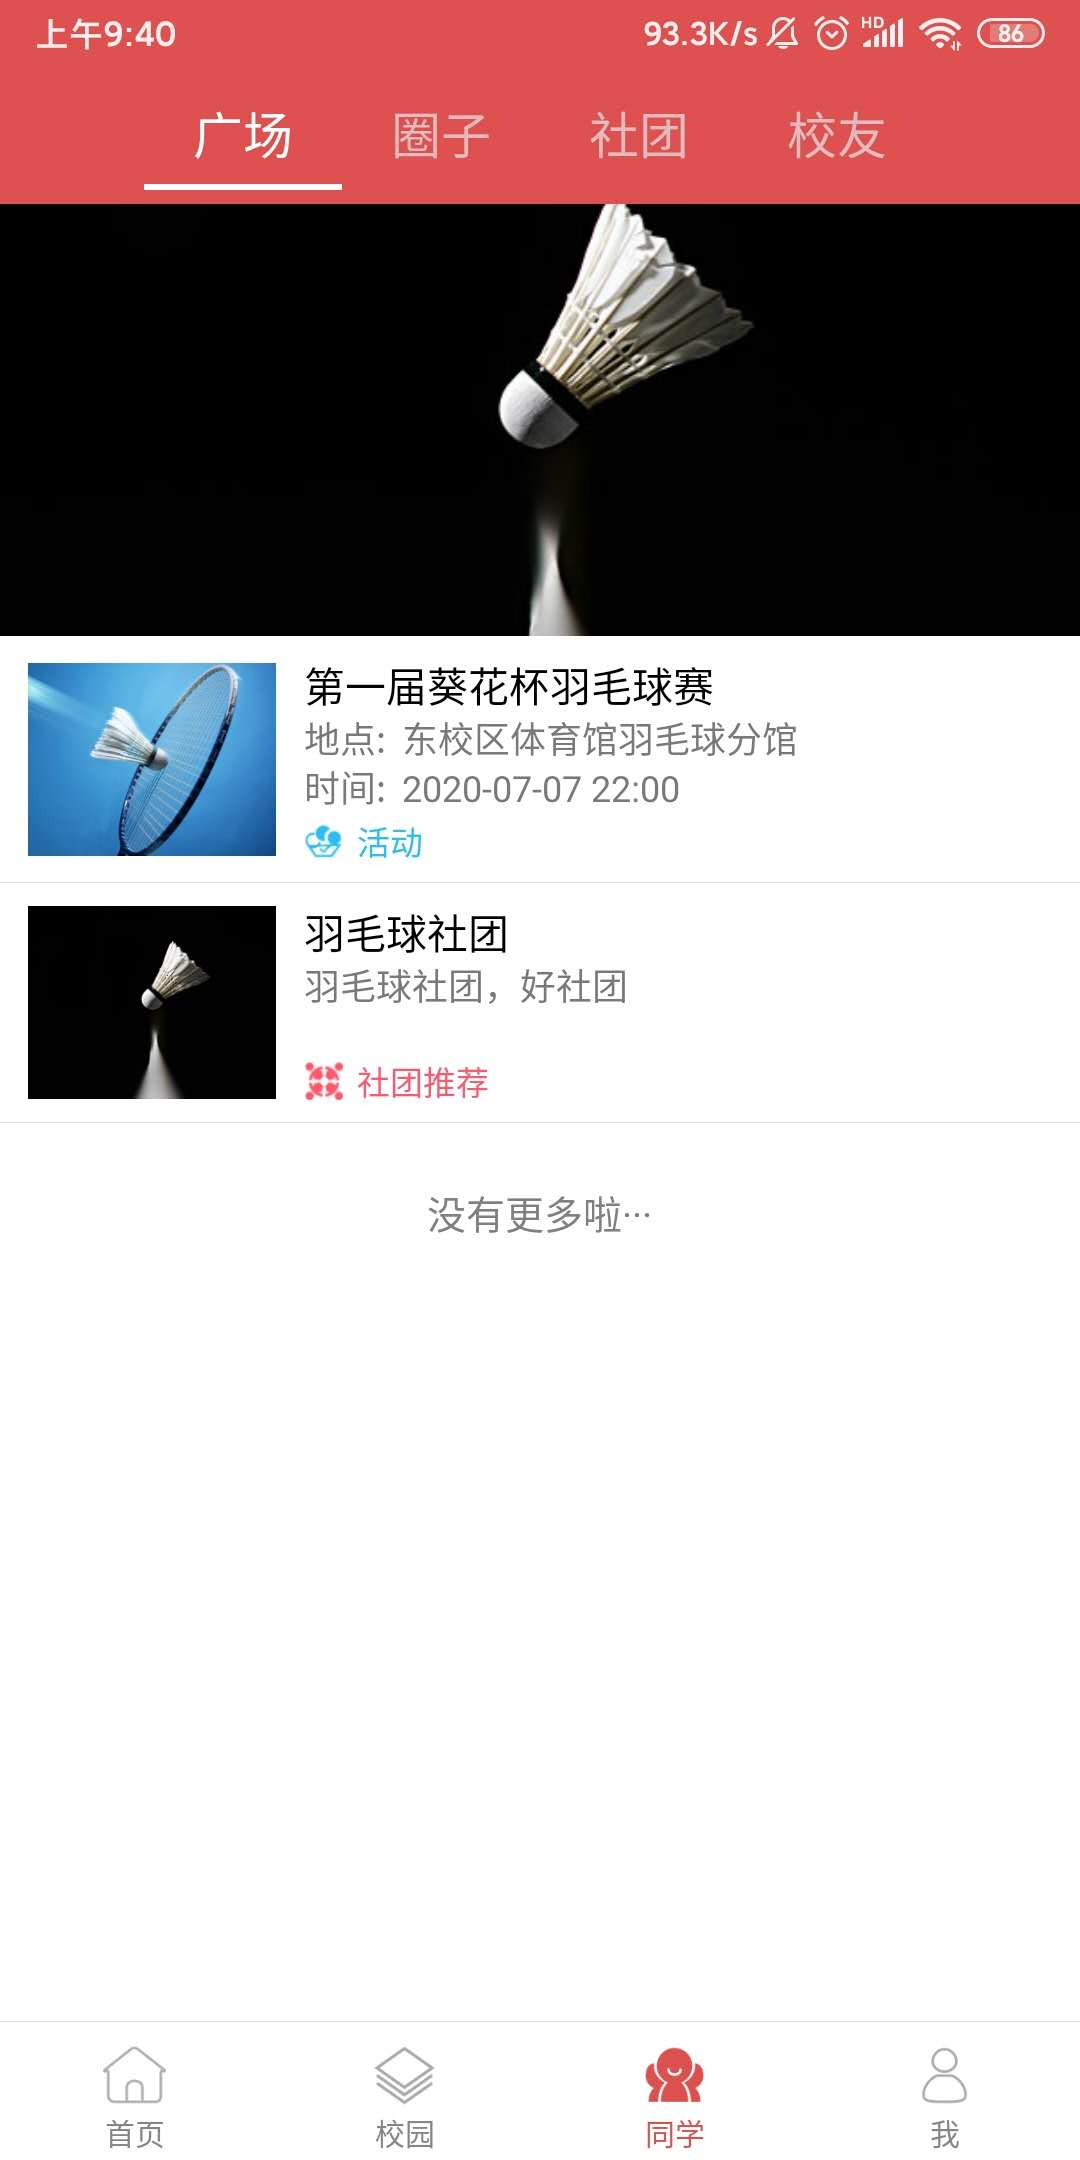 上午9:40 93.3K/s HD 86
广场 圈子 社团 校友
第一届葵花杯羽毛球赛
地点: 东校区体育馆羽毛球分馆
时间: 2020-07-07 22:00
活动
羽毛球社团
羽毛球社团，好社团
社团推荐
没有更多啦···
首页 校园 同学 我